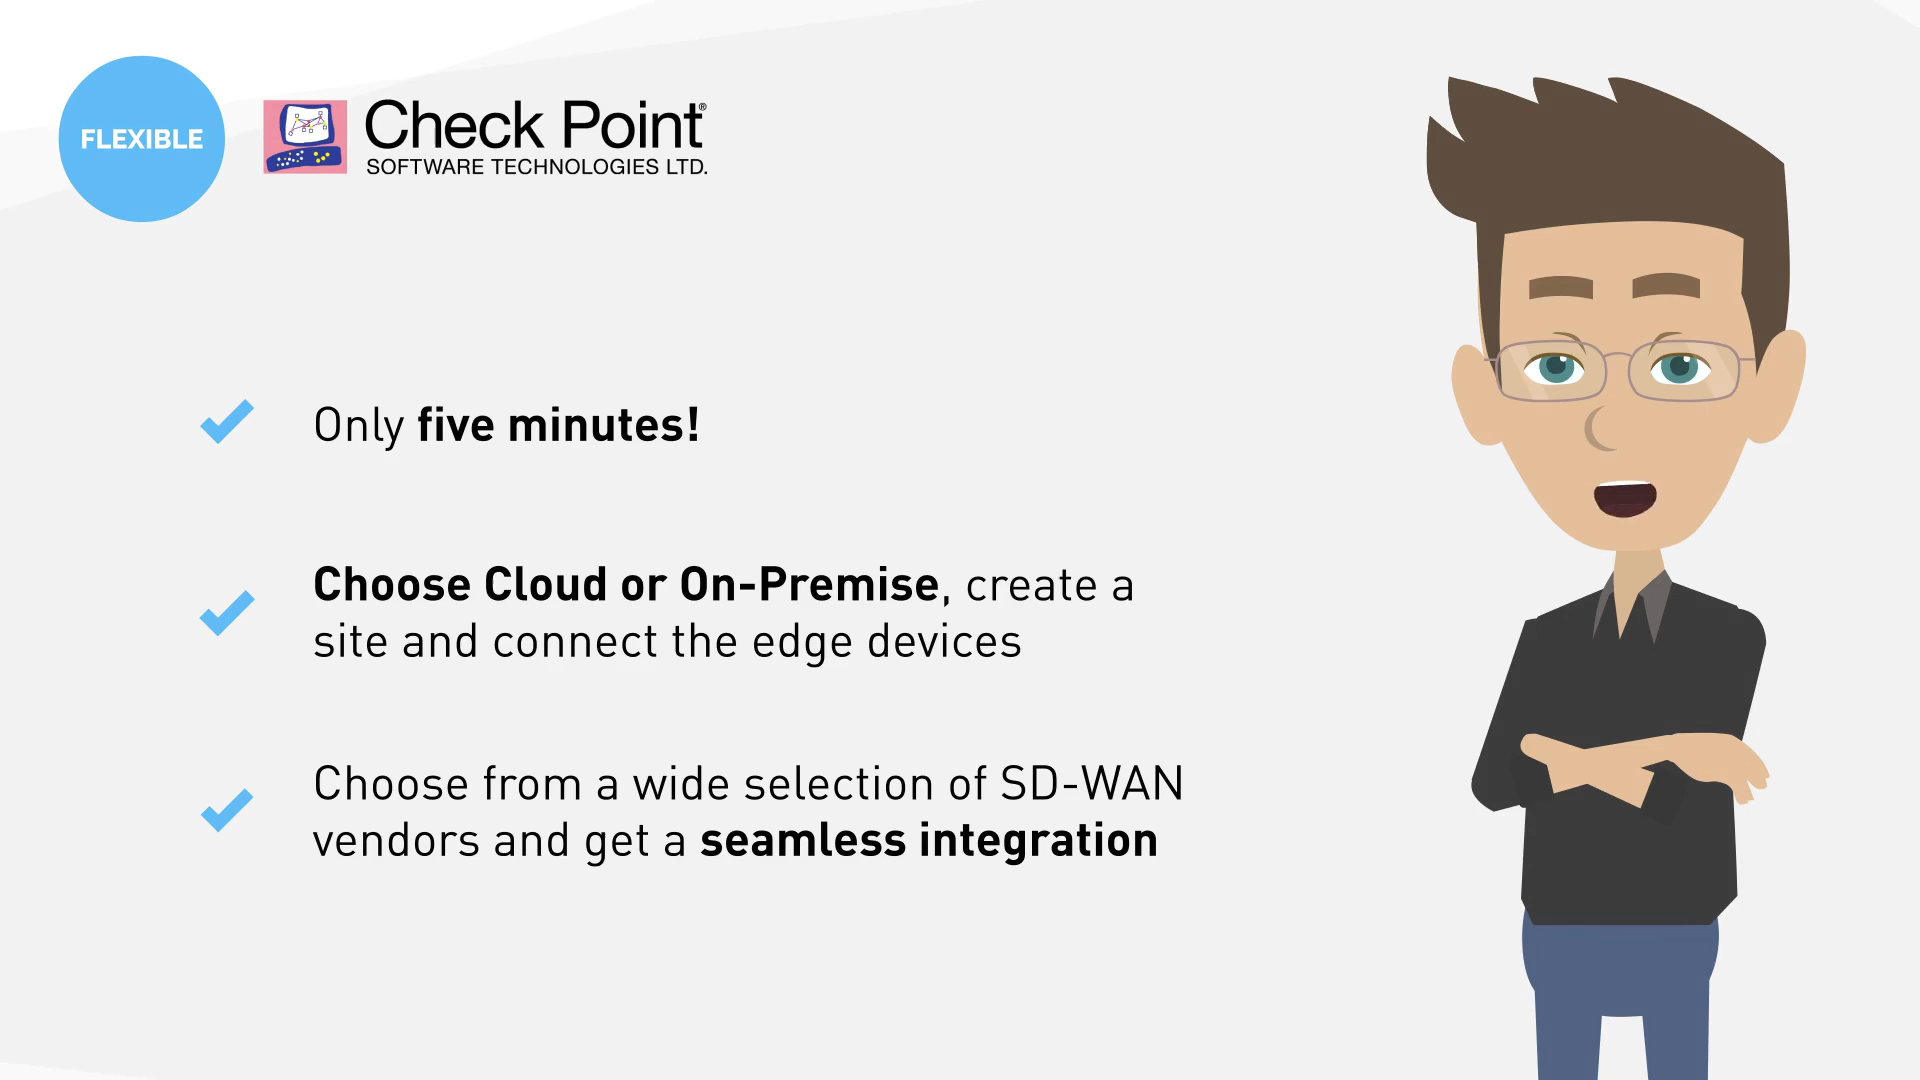 FLEXIBLE
Check Point®
SOFTWARE TECHNOLOGIES LTD.
Only five minutes!
Choose Cloud or On-Premise, create a
site and connect the edge devices
Choose from a wide selection of SD-WAN
vendors and get a seamless integration